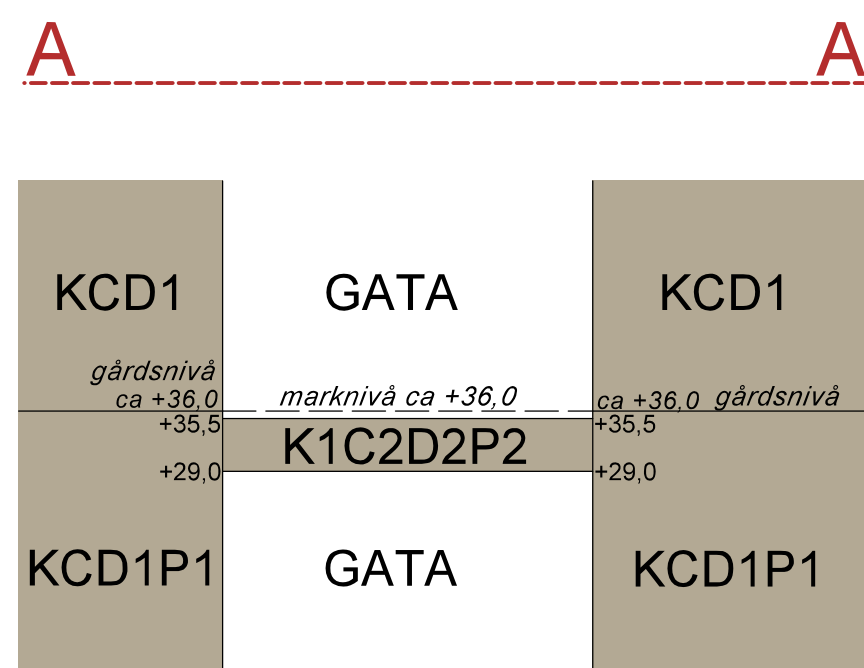 A A
KCD1 GATA KCD1
gårdsnivå
ca +36,0 marknivå ca +36,0 ca +36,0 gårdsnivå
+35,5 +35,5
K1C2D2P2
+29,0 +29,0
KCD1P1 GATA KCD1P1